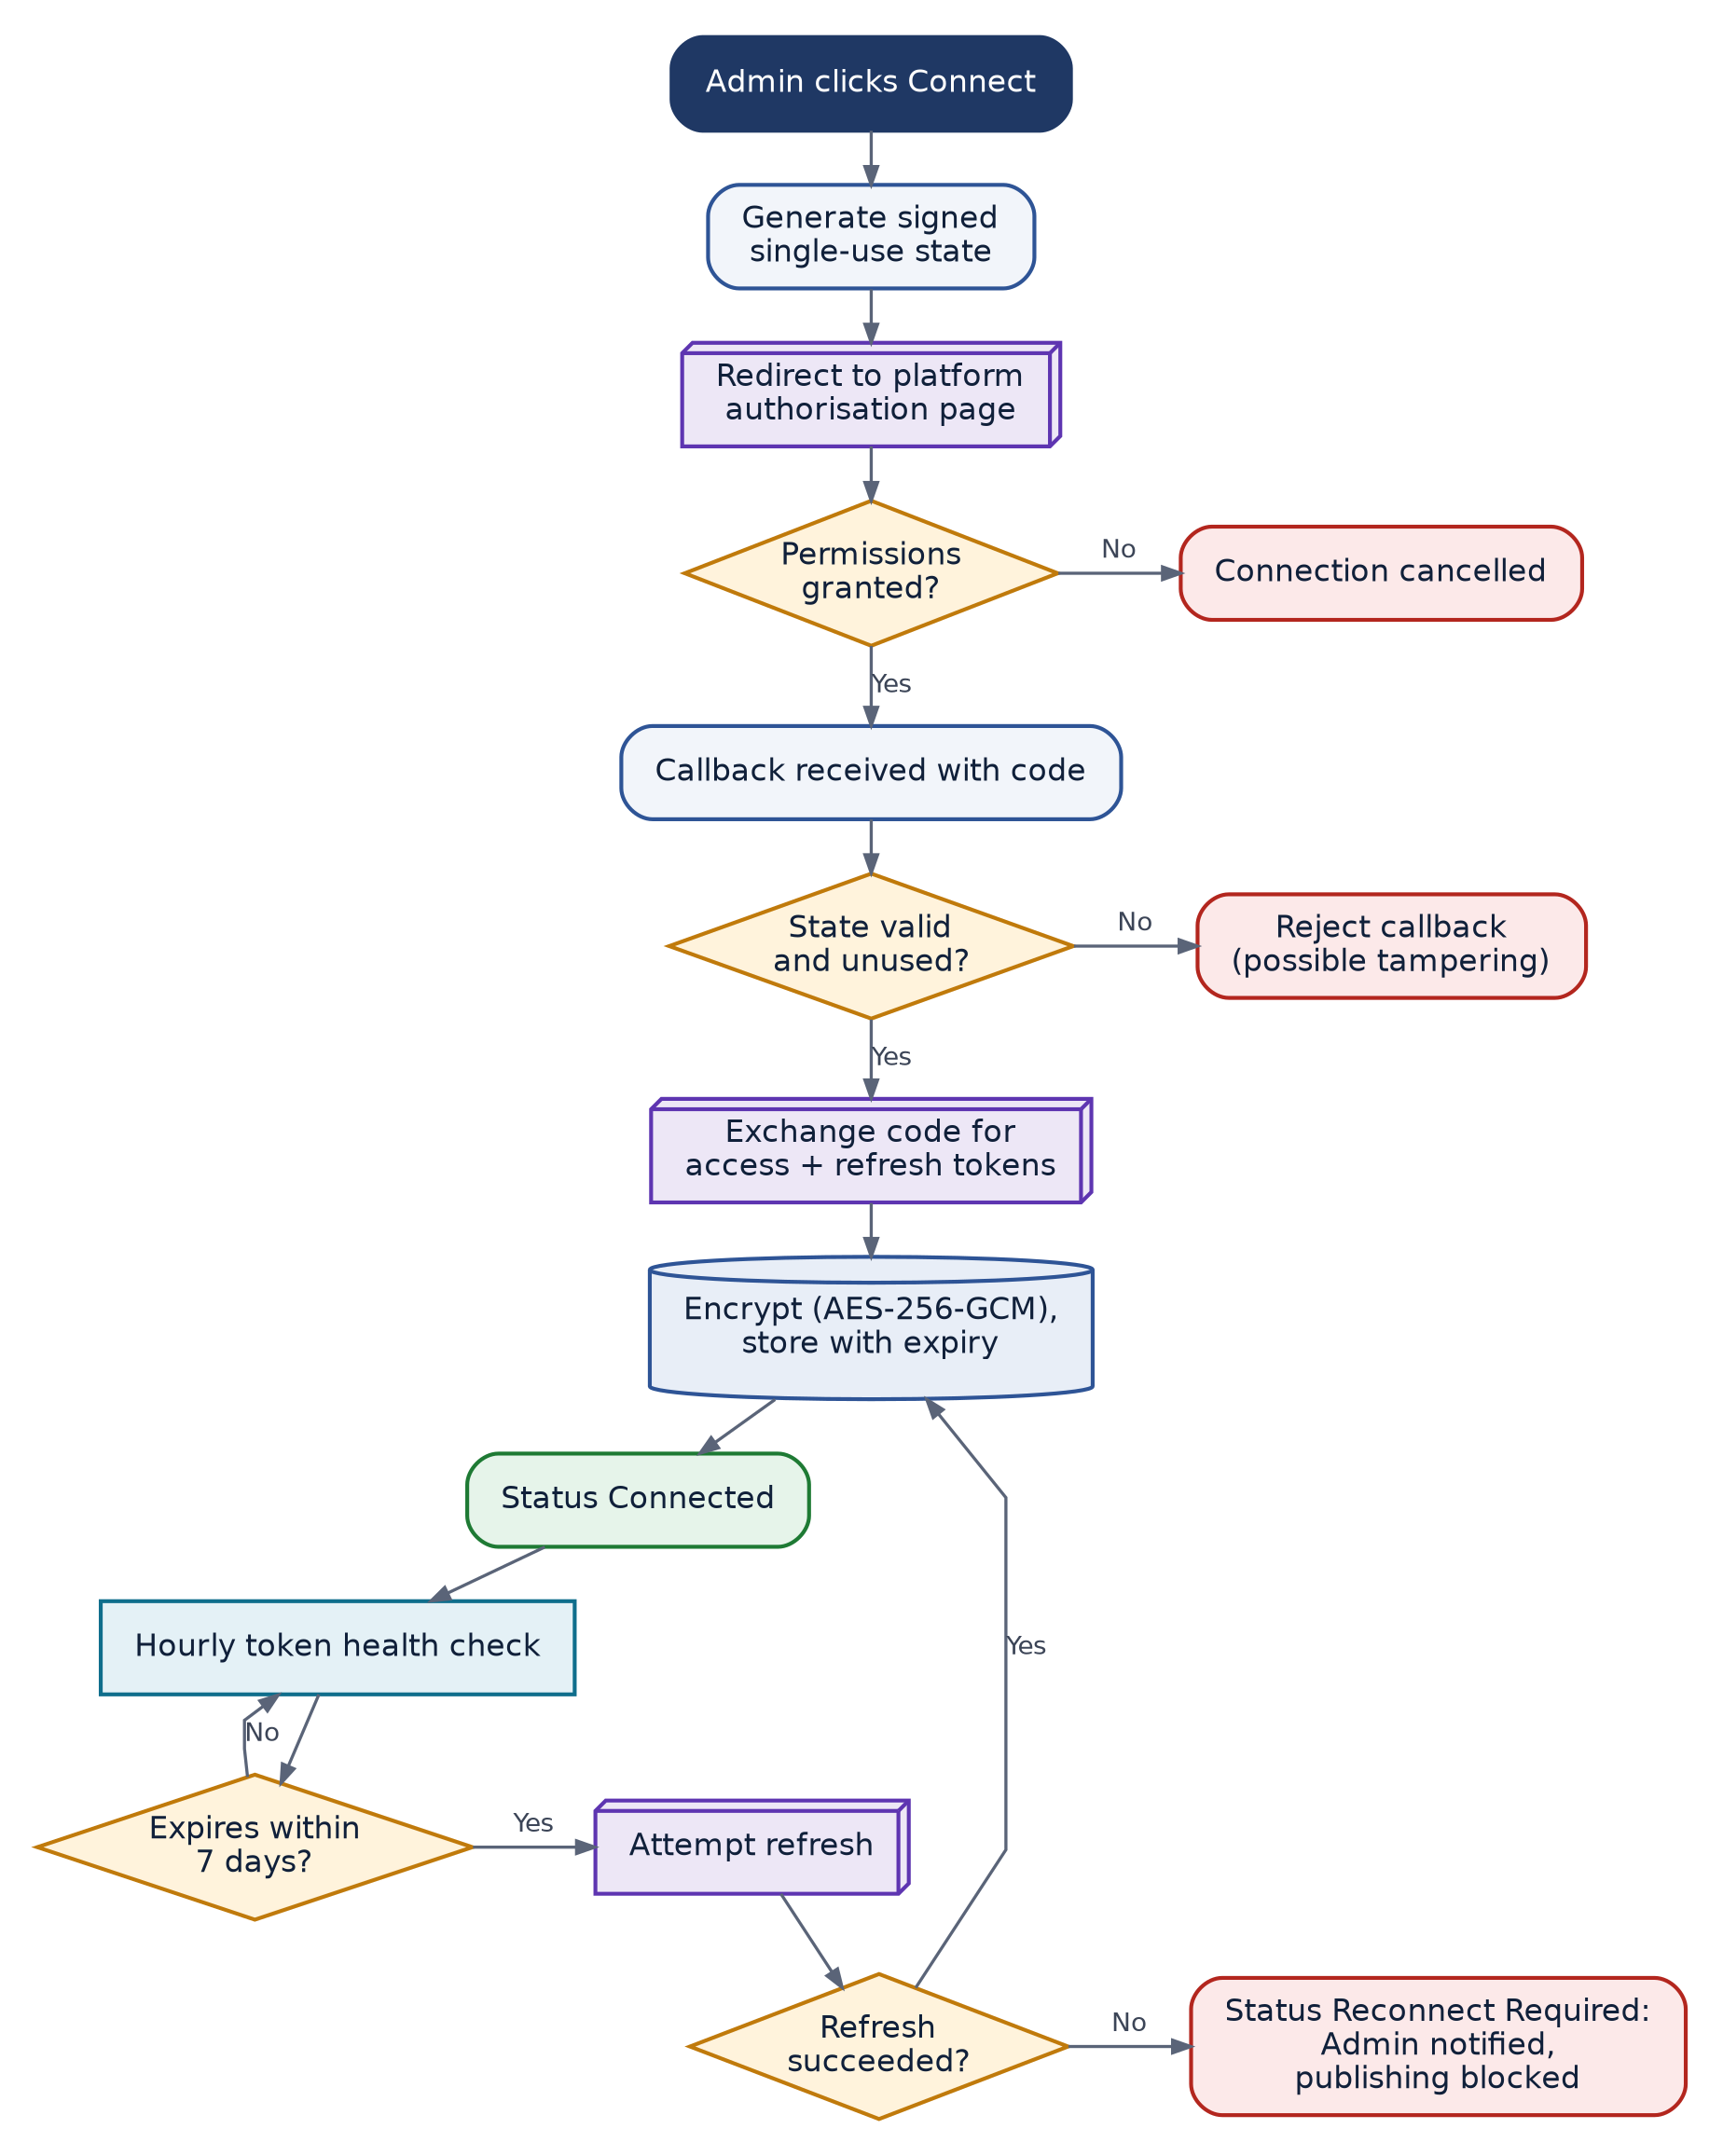 Admin clicks Connect
Generate signed
single-use state
Redirect to platform
authorisation page
Permissions
granted?
No
Connection cancelled
Yes
Callback received with code
State valid
and unused?
No
Reject callback
(possible tampering)
Yes
Exchange code for
access + refresh tokens
Encrypt (AES-256-GCM),
store with expiry
Status Connected
Hourly token health check
Yes
No
Expires within
7 days?
Yes
Attempt refresh
Refresh
succeeded?
No
Status Reconnect Required:
Admin notified,
publishing blocked